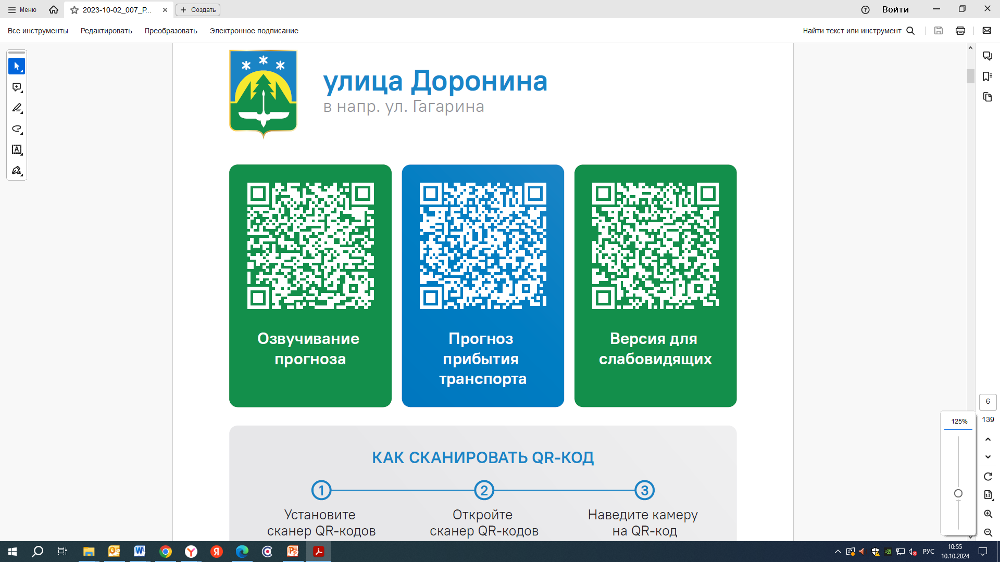 Меню
2023-10-02_007_P...
Создать
Войти
Все инструменты
Редактировать
Преобразовать
Электронное подписание
Найти текст или инструмент
улица Доронина
в напр. ул. Гагарина
Озвучивание
прогноза
Прогноз
прибытия
транспорта
Версия для
слабовидящих
КАК СКАНИРОВАТЬ QR-КОД
1
2
3
Установите
сканер QR-кодов
Откройте
сканер QR-кодов
Наведите камеру
на QR-код
6
139
125%
РУС
10:55
10.10.2024